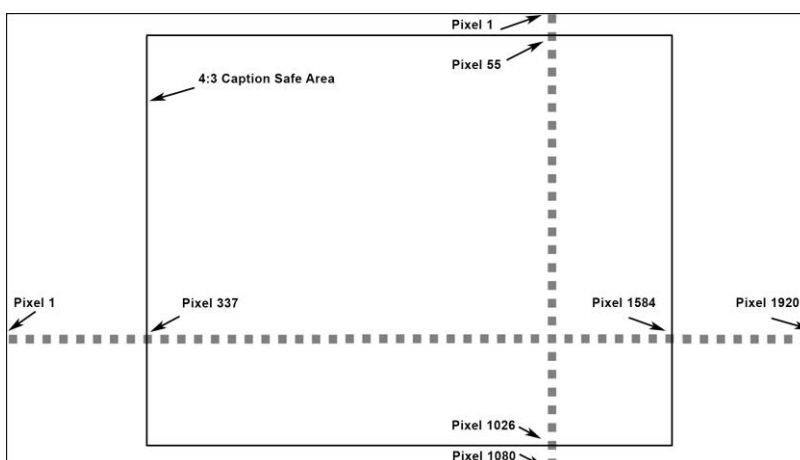 Pixel 1
Pixel 55
4:3 Caption Safe Area
Pixel 1
Pixel 337
Pixel 1584
Pixel 1920
Pixel 1026
Pixel 1080